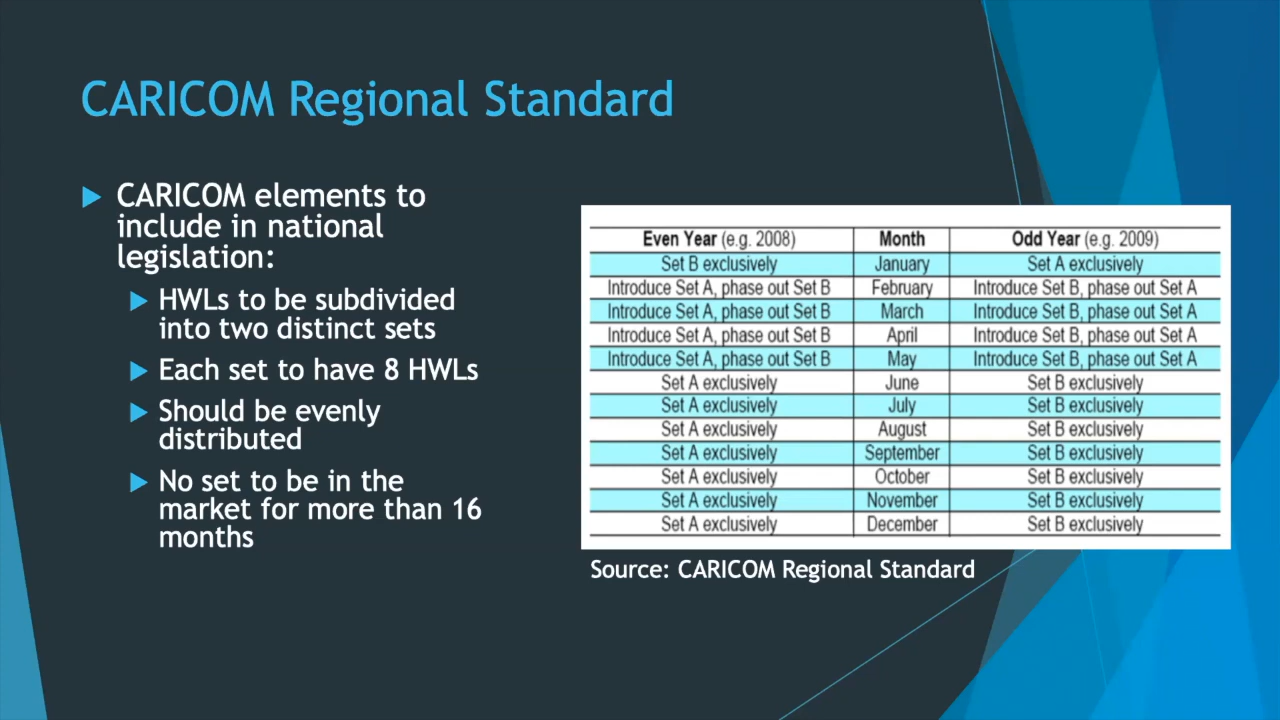 CARICOM Regional Standard
CARICOM elements to
include in national
legislation:
HWLs to be subdivided
into two distinct sets
Each set to have 8 HWLs
Should be evenly
distributed
No set to be in the
market for more than 16
months
Even Year (e.g. 2008) Month Odd Year (e.g. 2009)
Set B exclusively January Set A exclusively
Introduce Set A, phase out Set B February Introduce Set B, phase out Set A
Introduce Set A, phase out Set B March Introduce Set B, phase out Set A
Introduce Set A, phase out Set B April Introduce Set B, phase out Set A
Introduce Set A, phase out Set B May Introduce Set B, phase out Set A
Set A exclusively June Set B exclusively
Set A exclusively July Set B exclusively
Set A exclusively August Set B exclusively
Set A exclusively September Set B exclusively
Set A exclusively October Set B exclusively
Set A exclusively November Set B exclusively
Set A exclusively December Set B exclusively
Source: CARICOM Regional Standard